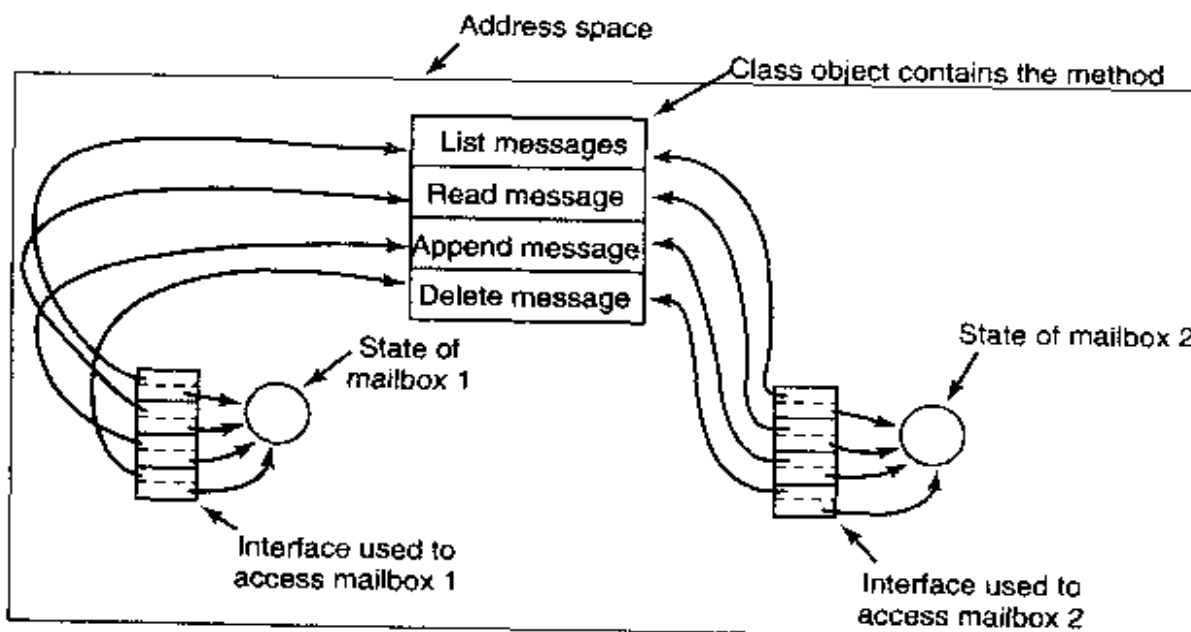 Address space
Class object contains the method
List messages
Read message
Append message
Delete message
State of
mailbox 1
State of mailbox 2
Interface used to
access mailbox 1
Interface used to
access mailbox 2